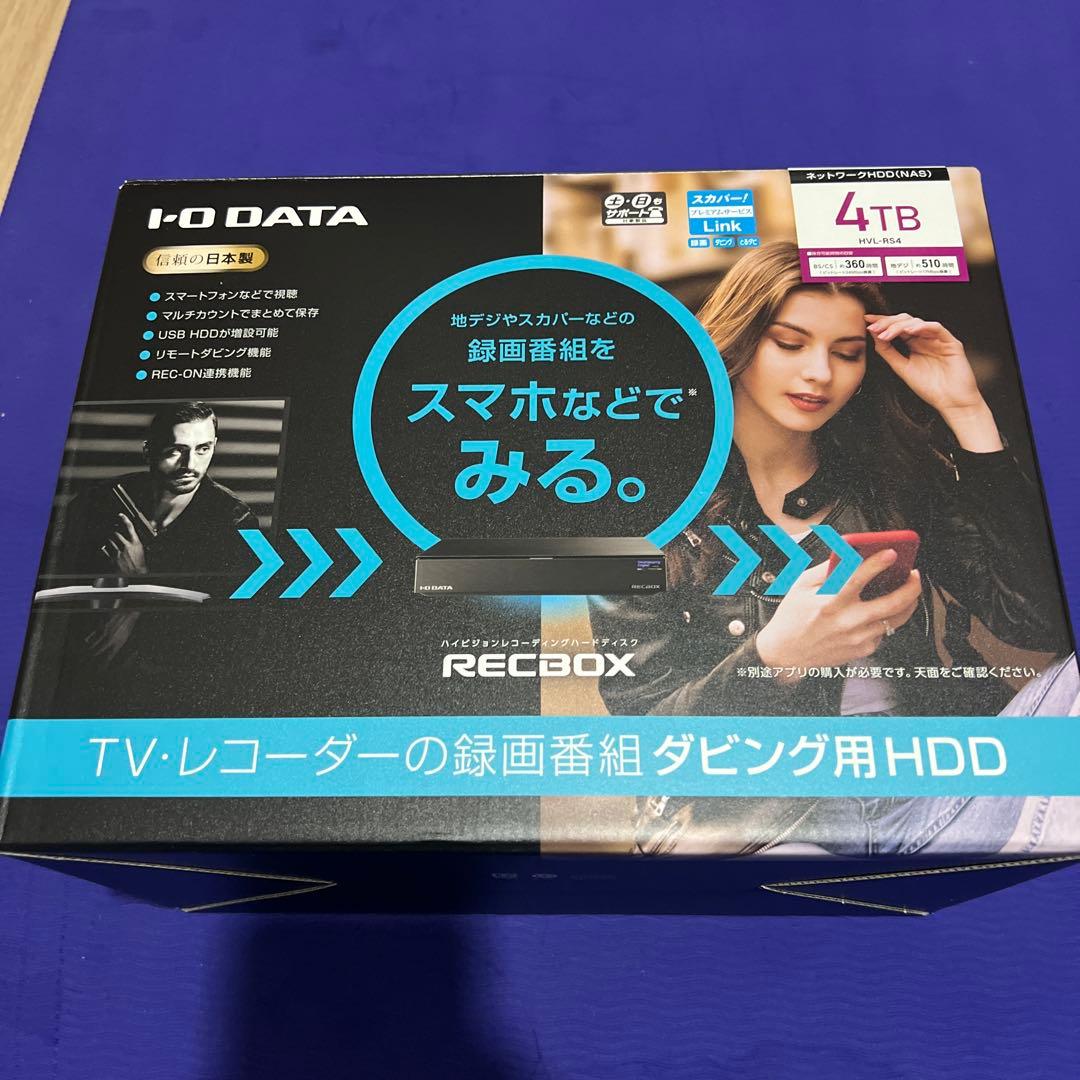 I-O DATA
信頼の日本製
スマートフォンなどで視聴
マルチカウントでまとめて保存
USB HDDが増設可能
リモートダビング機能
REC-ON連携機能
土・日も
サポート
スカパー!
プレミアムサービス
Link
録画 ダビング
ネットワークHDD(NAS)
4TB
HVL-RS4
BS/CS 約360時間
地デジ 約510時間
地デジやスカパーなどの
録画番組を
スマホなどで※
みる。
I-O DATA
RECBOX
ハイビジョンレコーディングハードディスク
RECBOX
※別途アプリの購入が必要です。天面をご確認ください。
TV・レコーダーの録画番組 ダビング用HDD